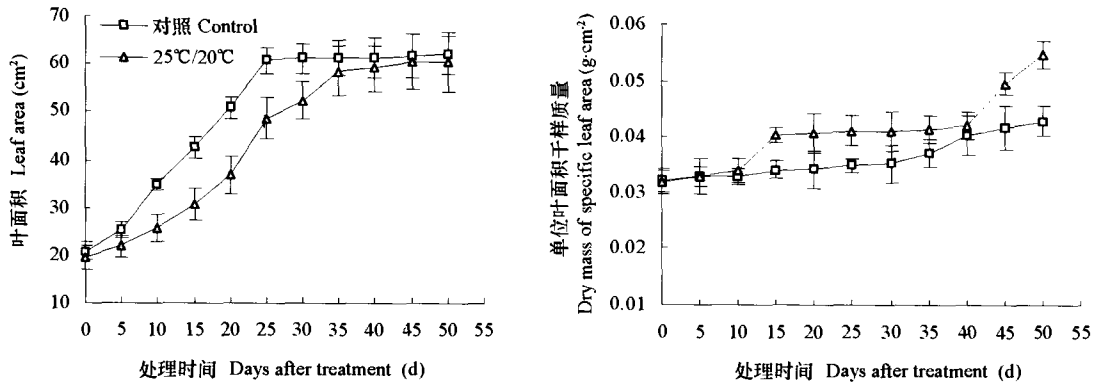 70
60
50
40
30
20
10
叶面积 Leaf area (cm²)
对照 Control
25℃/20℃
0 5 10 15 20 25 30 35 40 45 50 55
处理时间 Days after treatment (d)
0.06
0.05
0.04
0.03
0.02
0.01
单位叶面积干样质量
Dry mass of specific leaf area (g·cm⁻²)
0 5 10 15 20 25 30 35 40 45 50 55
处理时间 Days after treatment (d)